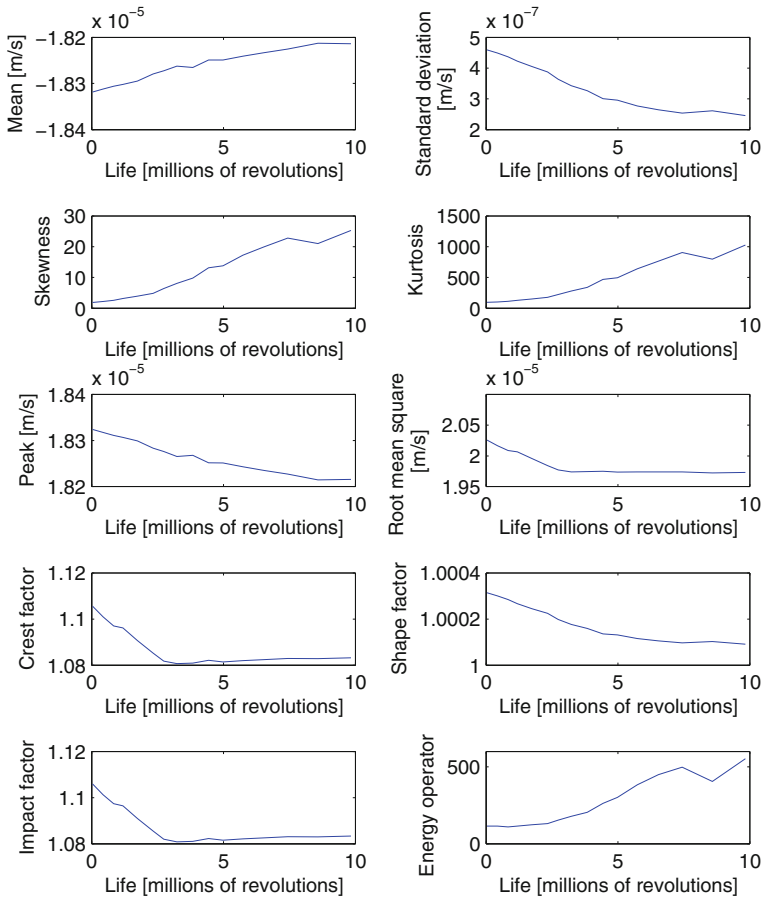 x 10⁻⁵
−1.82
−1.83
−1.84
Mean [m/s]
0 5 10
Life [millions of revolutions]
x 10⁻⁷
5
4
3
2
Standard deviation
[m/s]
0 5 10
Life [millions of revolutions]
30
20
10
0
Skewness
0 5 10
Life [millions of revolutions]
1500
1000
500
0
Kurtosis
0 5 10
Life [millions of revolutions]
x 10⁻⁵
1.84
1.83
1.82
Peak [m/s]
0 5 10
Life [millions of revolutions]
x 10⁻⁵
2.05
2
1.95
Root mean square
[m/s]
0 5 10
Life [millions of revolutions]
1.12
1.1
1.08
Crest factor
0 5 10
Life [millions of revolutions]
1.0004
1.0002
1
Shape factor
0 5 10
Life [millions of revolutions]
1.12
1.1
1.08
Impact factor
0 5 10
Life [millions of revolutions]
500
0
Energy operator
0 5 10
Life [millions of revolutions]